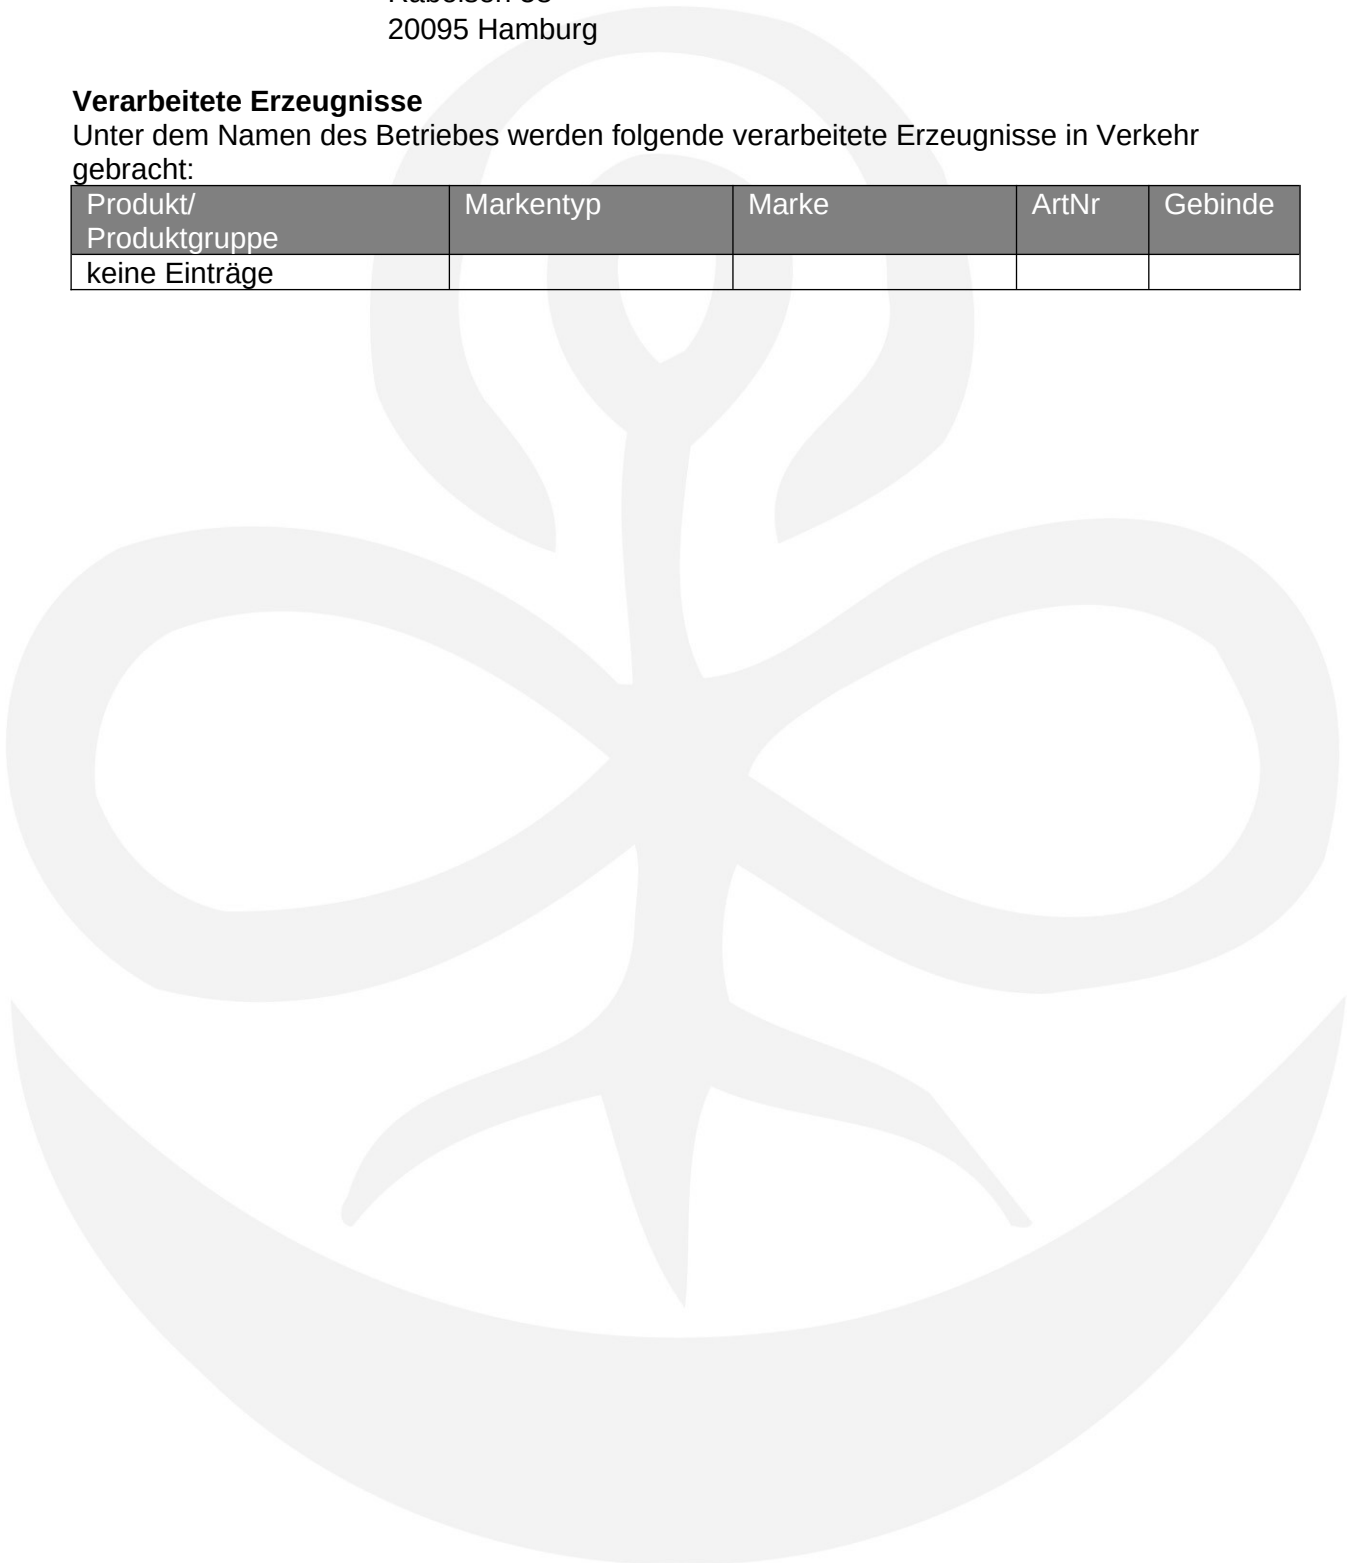 20095 Hamburg
Verarbeitete Erzeugnisse
Unter dem Namen des Betriebes werden folgende verarbeitete Erzeugnisse in Verkehr
gebracht:
Produkt/ Markentyp Marke ArtNr Gebinde
Produktgruppe
keine Einträge